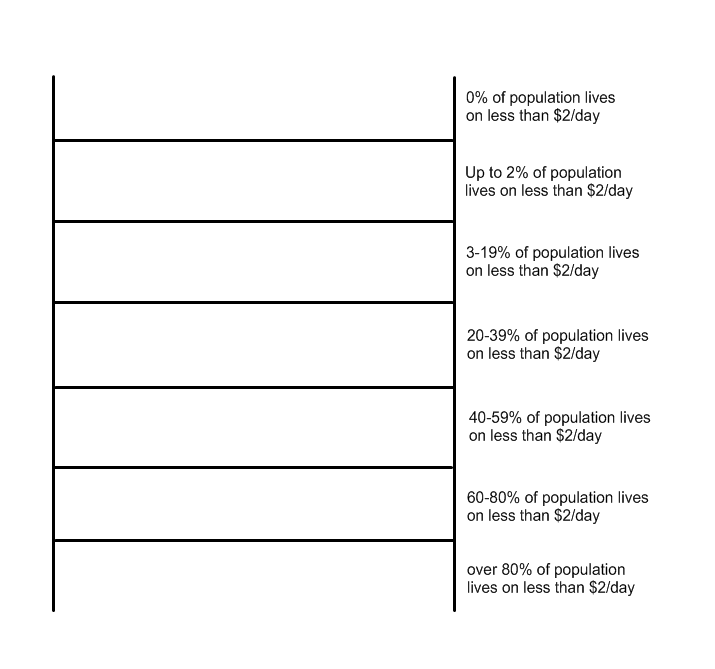 0% of population lives
on less than $2/day
Up to 2% of population
lives on less than $2/day
3-19% of population lives
on less than $2/day
20-39% of population lives
on less than $2/day
40-59% of population lives
on less than $2/day
60-80% of population lives
on less than $2/day
over 80% of population
lives on less than $2/day